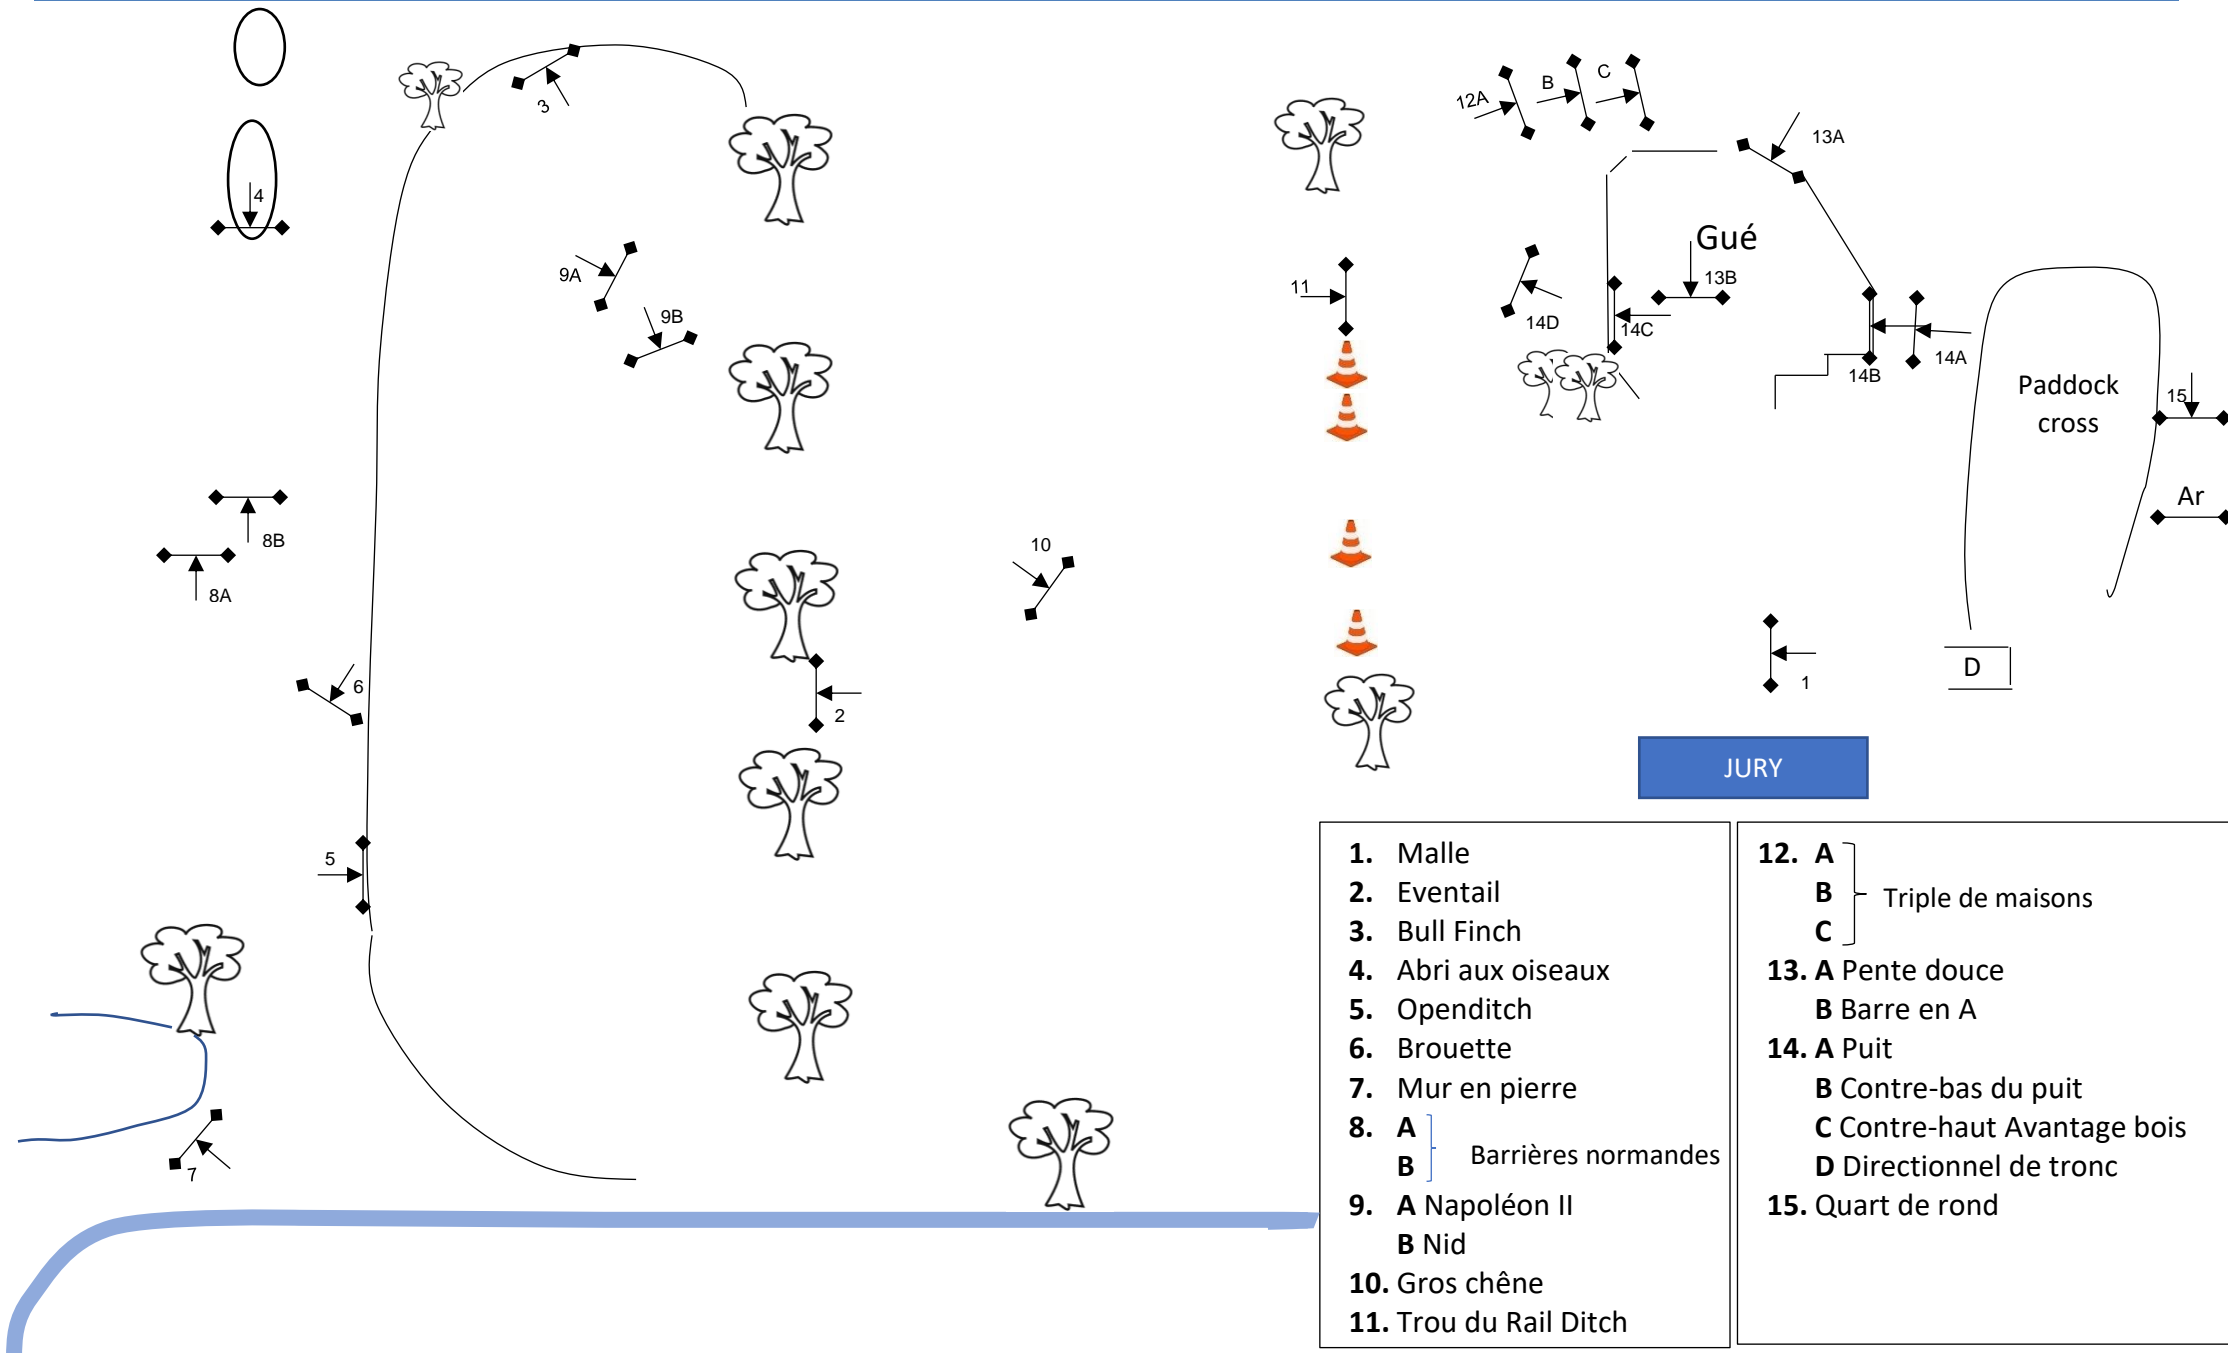 3
4
9A
9B
8B
8A
6
2
5
7
10
11
12A
B
C
13A
Gué
13B
14D
14C
14B
14A
Paddock
cross
15
Ar
D
1
JURY
1. Malle
2. Eventail
3. Bull Finch
4. Abri aux oiseaux
5. Openditch
6. Brouette
7. Mur en pierre
8. A
B
Barrières normandes
9. A Napoléon II
B Nid
10. Gros chêne
11. Trou du Rail Ditch
12. A
B
Triple de maisons
C
13. A Pente douce
B Barre en A
14. A Puit
B Contre-bas du puit
C Contre-haut Avantage bois
D Directionnel de tronc
15. Quart de rond